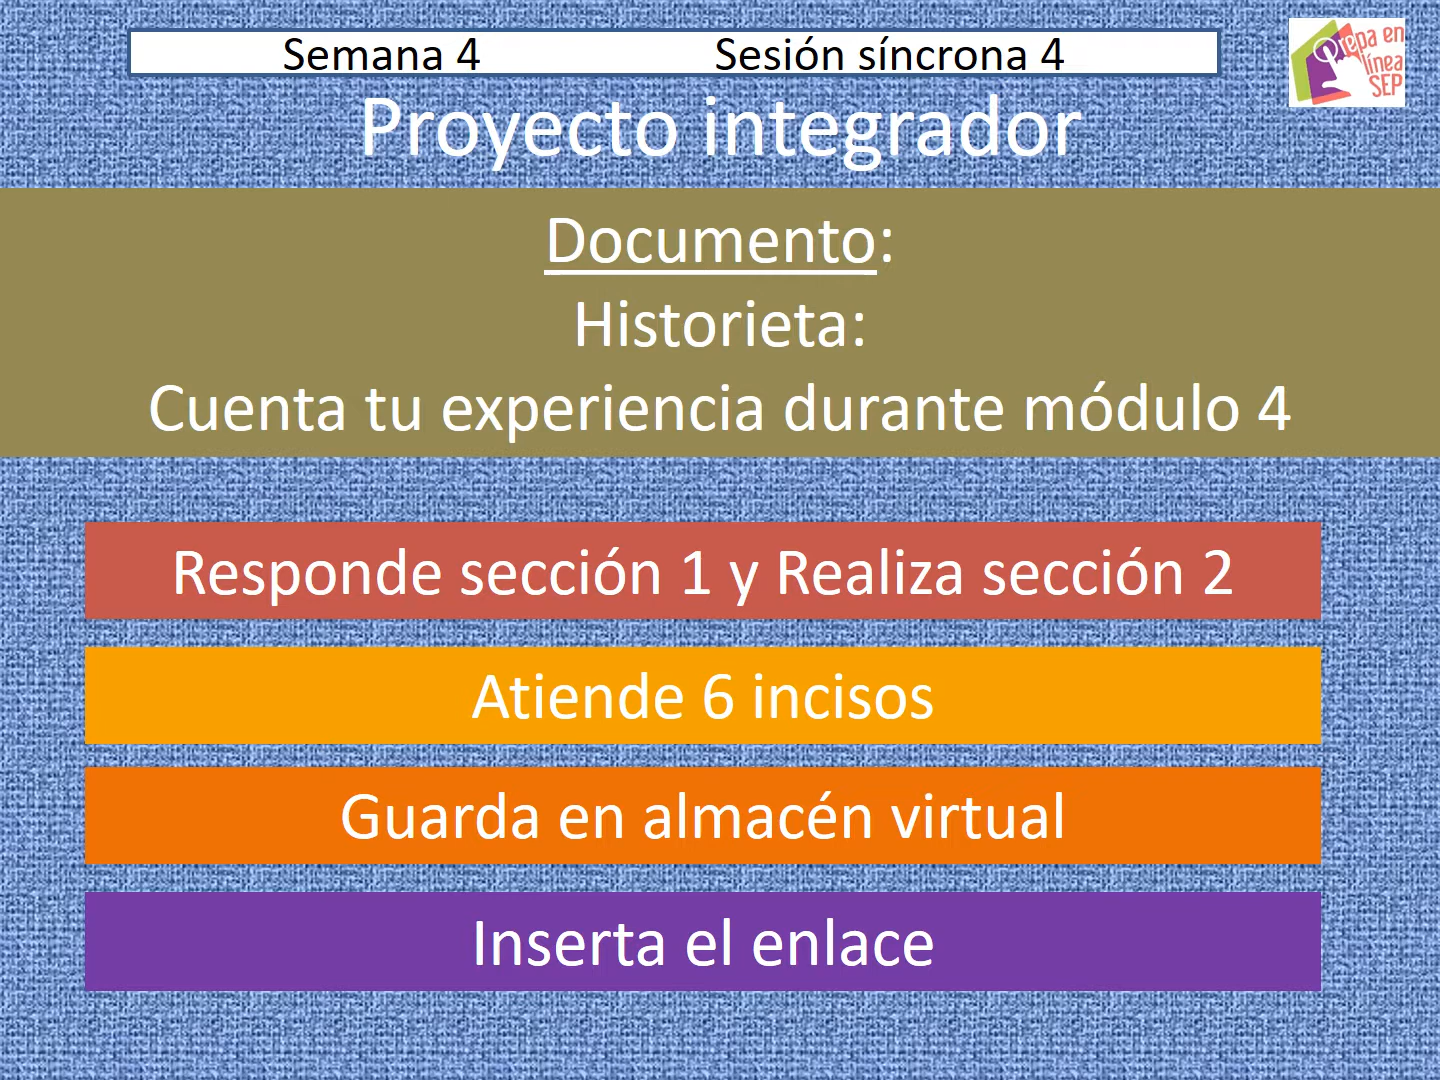 Semana 4 Sesión síncrona 4
Prepa en
línea
SEP
Proyecto integrador
Documento:
Historieta:
Cuenta tu experiencia durante módulo 4
Responde sección 1 y Realiza sección 2
Atiende 6 incisos
Guarda en almacén virtual
Inserta el enlace